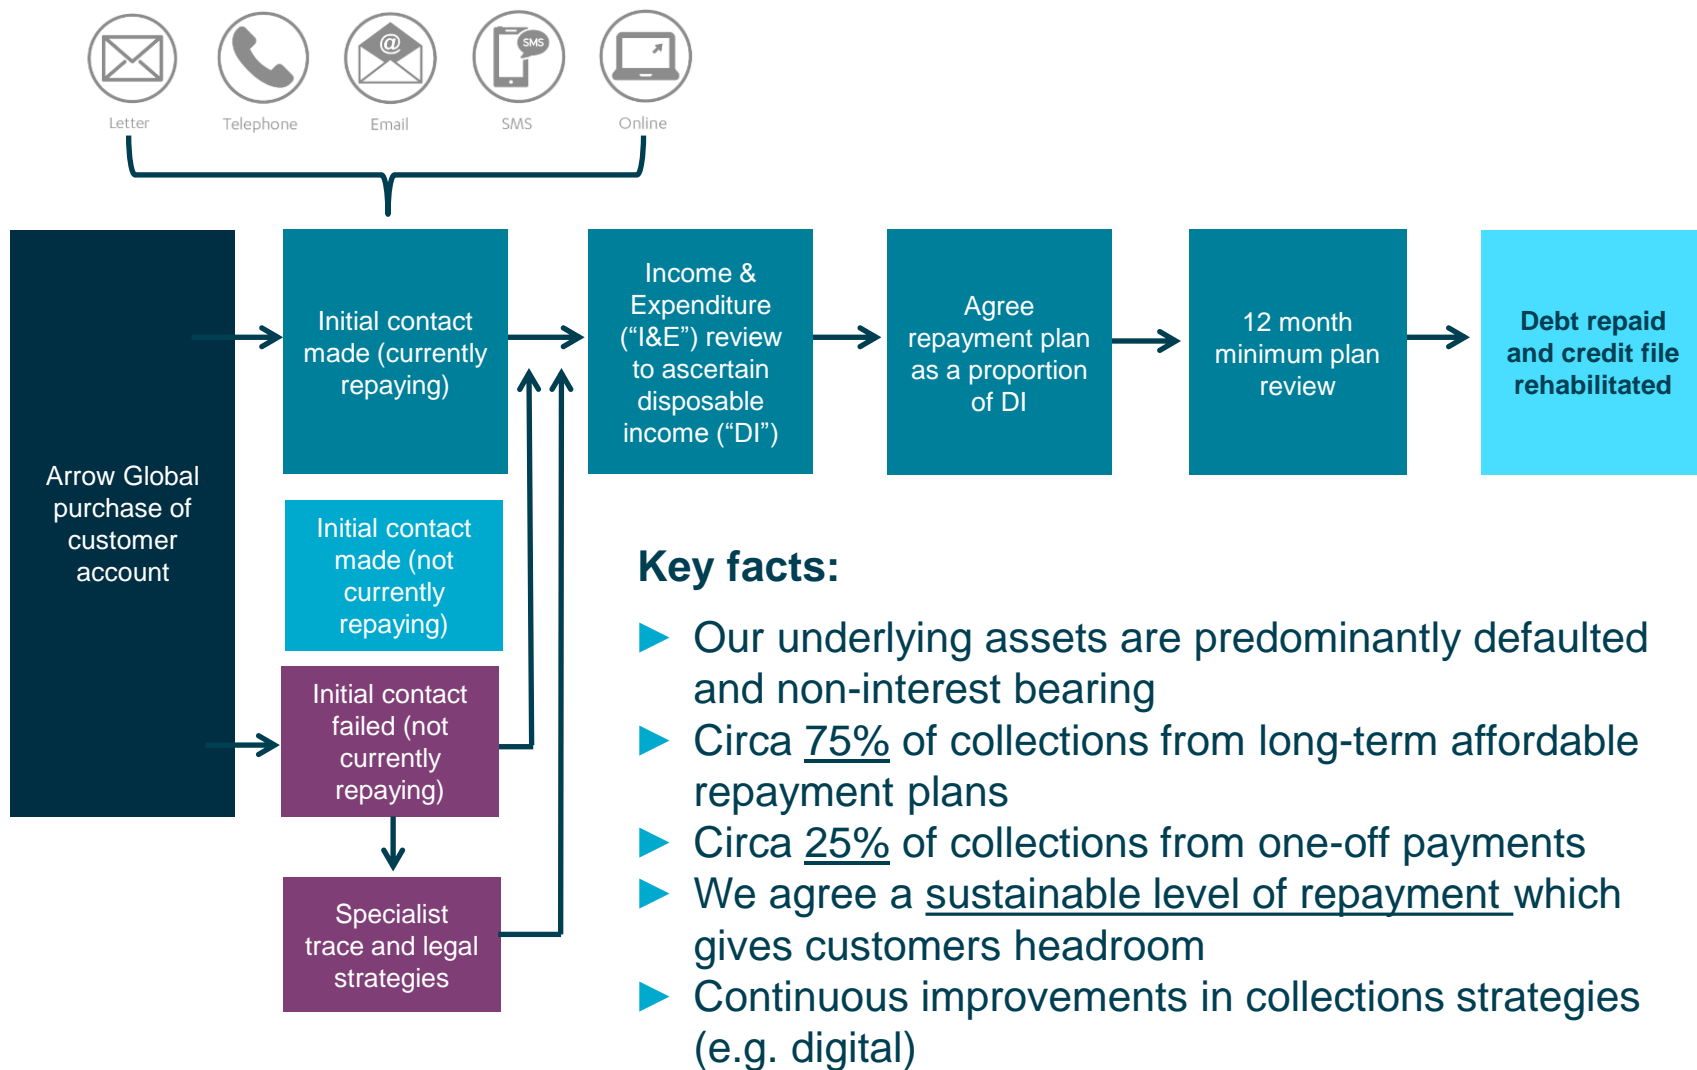 @
SMS
Letter
Telephone
Email
SMS
Online
Arrow Global
purchase of
customer
account
Initial contact
made (currently
repaying)
Initial contact
made (not
currently
repaying)
Initial contact
failed (not
currently
repaying)
Specialist
trace and legal
strategies
Income &
Expenditure
(“I&E”) review
to ascertain
disposable
income (“DI”)
Agree
repayment plan
as a proportion
of DI
12 month
minimum plan
review
Debt repaid
and credit file
rehabilitated
Key facts:
► Our underlying assets are predominantly defaulted
and non-interest bearing
► Circa 75% of collections from long-term affordable
repayment plans
► Circa 25% of collections from one-off payments
► We agree a sustainable level of repayment which
gives customers headroom
► Continuous improvements in collections strategies
(e.g. digital)